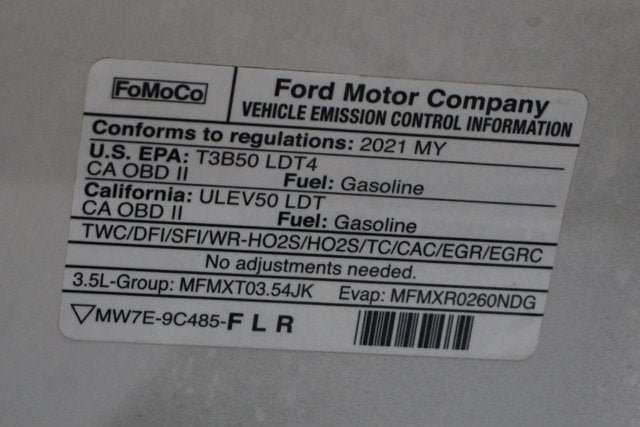 FoMoCo
Ford Motor Company
VEHICLE EMISSION CONTROL INFORMATION
Conforms to regulations: 2021 MY
U.S. EPA: T3B50 LDT4
CA OBD II Fuel: Gasoline
California: ULEV50 LDT
CA OBD II Fuel: Gasoline
TWC/DFI/SFI/WR-HO2S/HO2S/TC/CAC/EGR/EGRC
No adjustments needed.
3.5L-Group: MFMXT03.54JK Evap: MFMXR0260NDG
MW7E-9C485-F L R